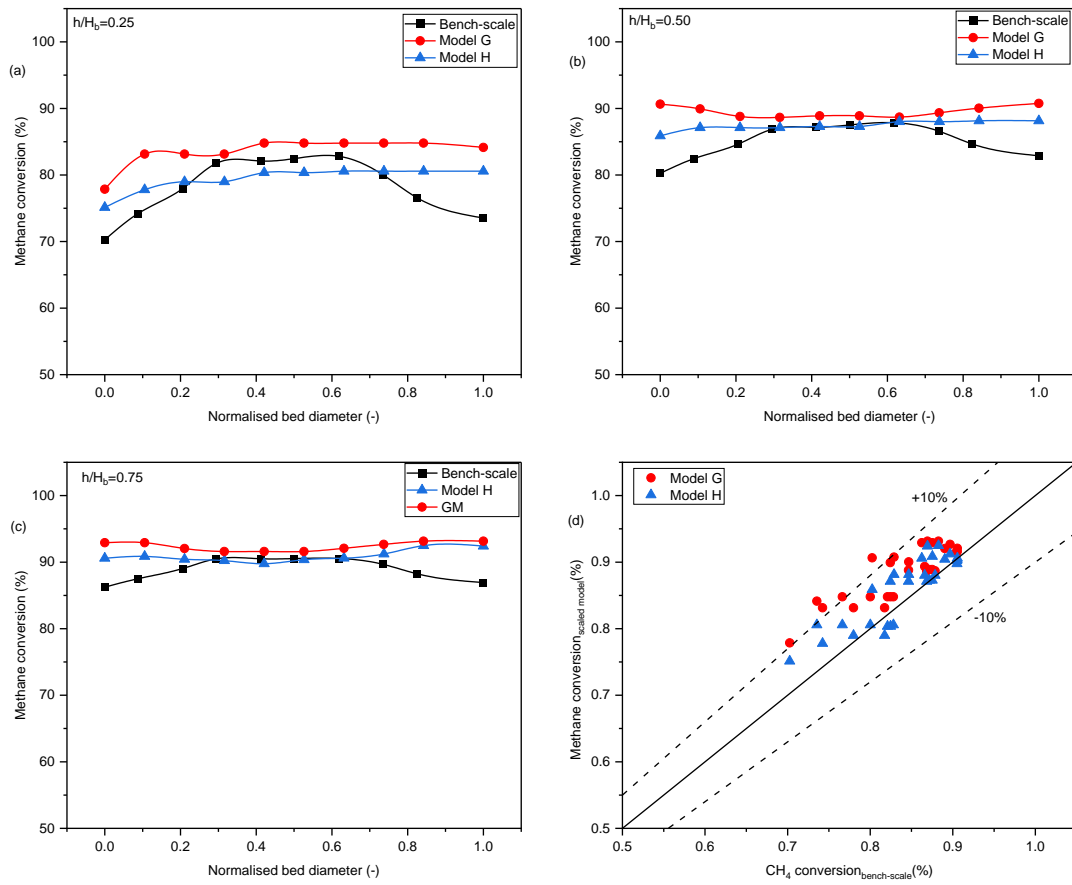 h/Hb=0.25
Bench-scale
Model G
Model H
(a)
Methane conversion (%)
100
90
80
70
60
50
0.0 0.2 0.4 0.6 0.8 1.0
Normalised bed diameter (-)
h/Hb=0.50
Bench-scale
Model G
Model H
(b)
Methane conversion (%)
100
90
80
70
60
50
0.0 0.2 0.4 0.6 0.8 1.0
Normalised bed diameter (-)
h/Hb=0.75
Bench-scale
Model H
GM
(c)
Methane conversion (%)
100
90
80
70
60
50
0.0 0.2 0.4 0.6 0.8 1.0
Normalised bed diameter (-)
Model G
Model H
+10%
-10%
(d)
Methane conversionscaled model(%)
1.0
0.9
0.8
0.7
0.6
0.5
0.5 0.6 0.7 0.8 0.9 1.0
CH4 conversionbench-scale(%)